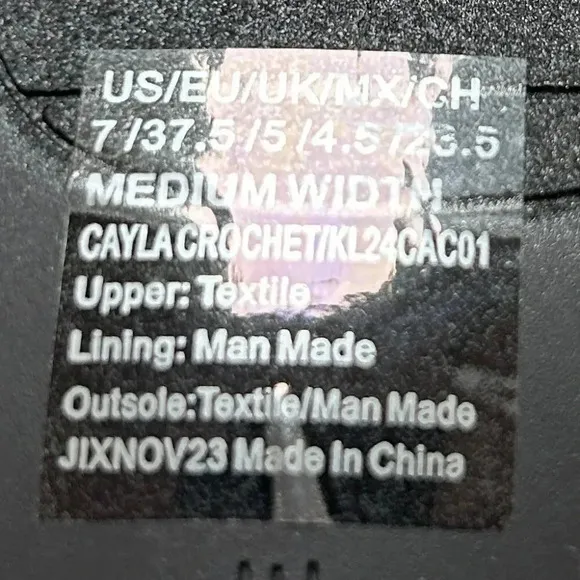 US/EU/UK/MX/CH
7/37.5/5/4.5/23.5
MEDIUM WIDTH
CAYLA CROCHET/KL24CAC01
Upper: Textile
Lining: Man Made
Outsole:Textile/Man Made
JIXNOV23 Made In China